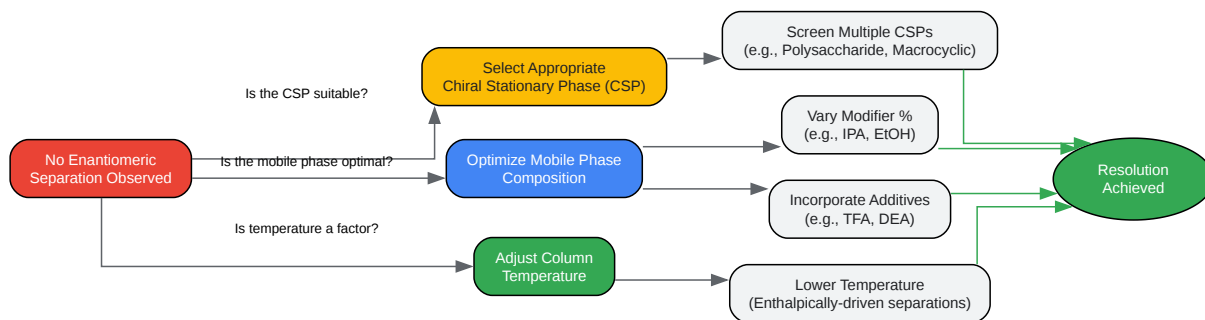 Screen Multiple CSPs
(e.g., Polysaccharide, Macrocyclic)
Select Appropriate
Chiral Stationary Phase (CSP)
Is the CSP suitable?
Vary Modifier %
(e.g., IPA, EtOH)
No Enantiomeric
Separation Observed
Is the mobile phase optimal?
Optimize Mobile Phase
Composition
Resolution
Achieved
Incorporate Additives
(e.g., TFA, DEA)
Is temperature a factor?
Adjust Column
Temperature
Lower Temperature
(Enthalpically-driven separations)